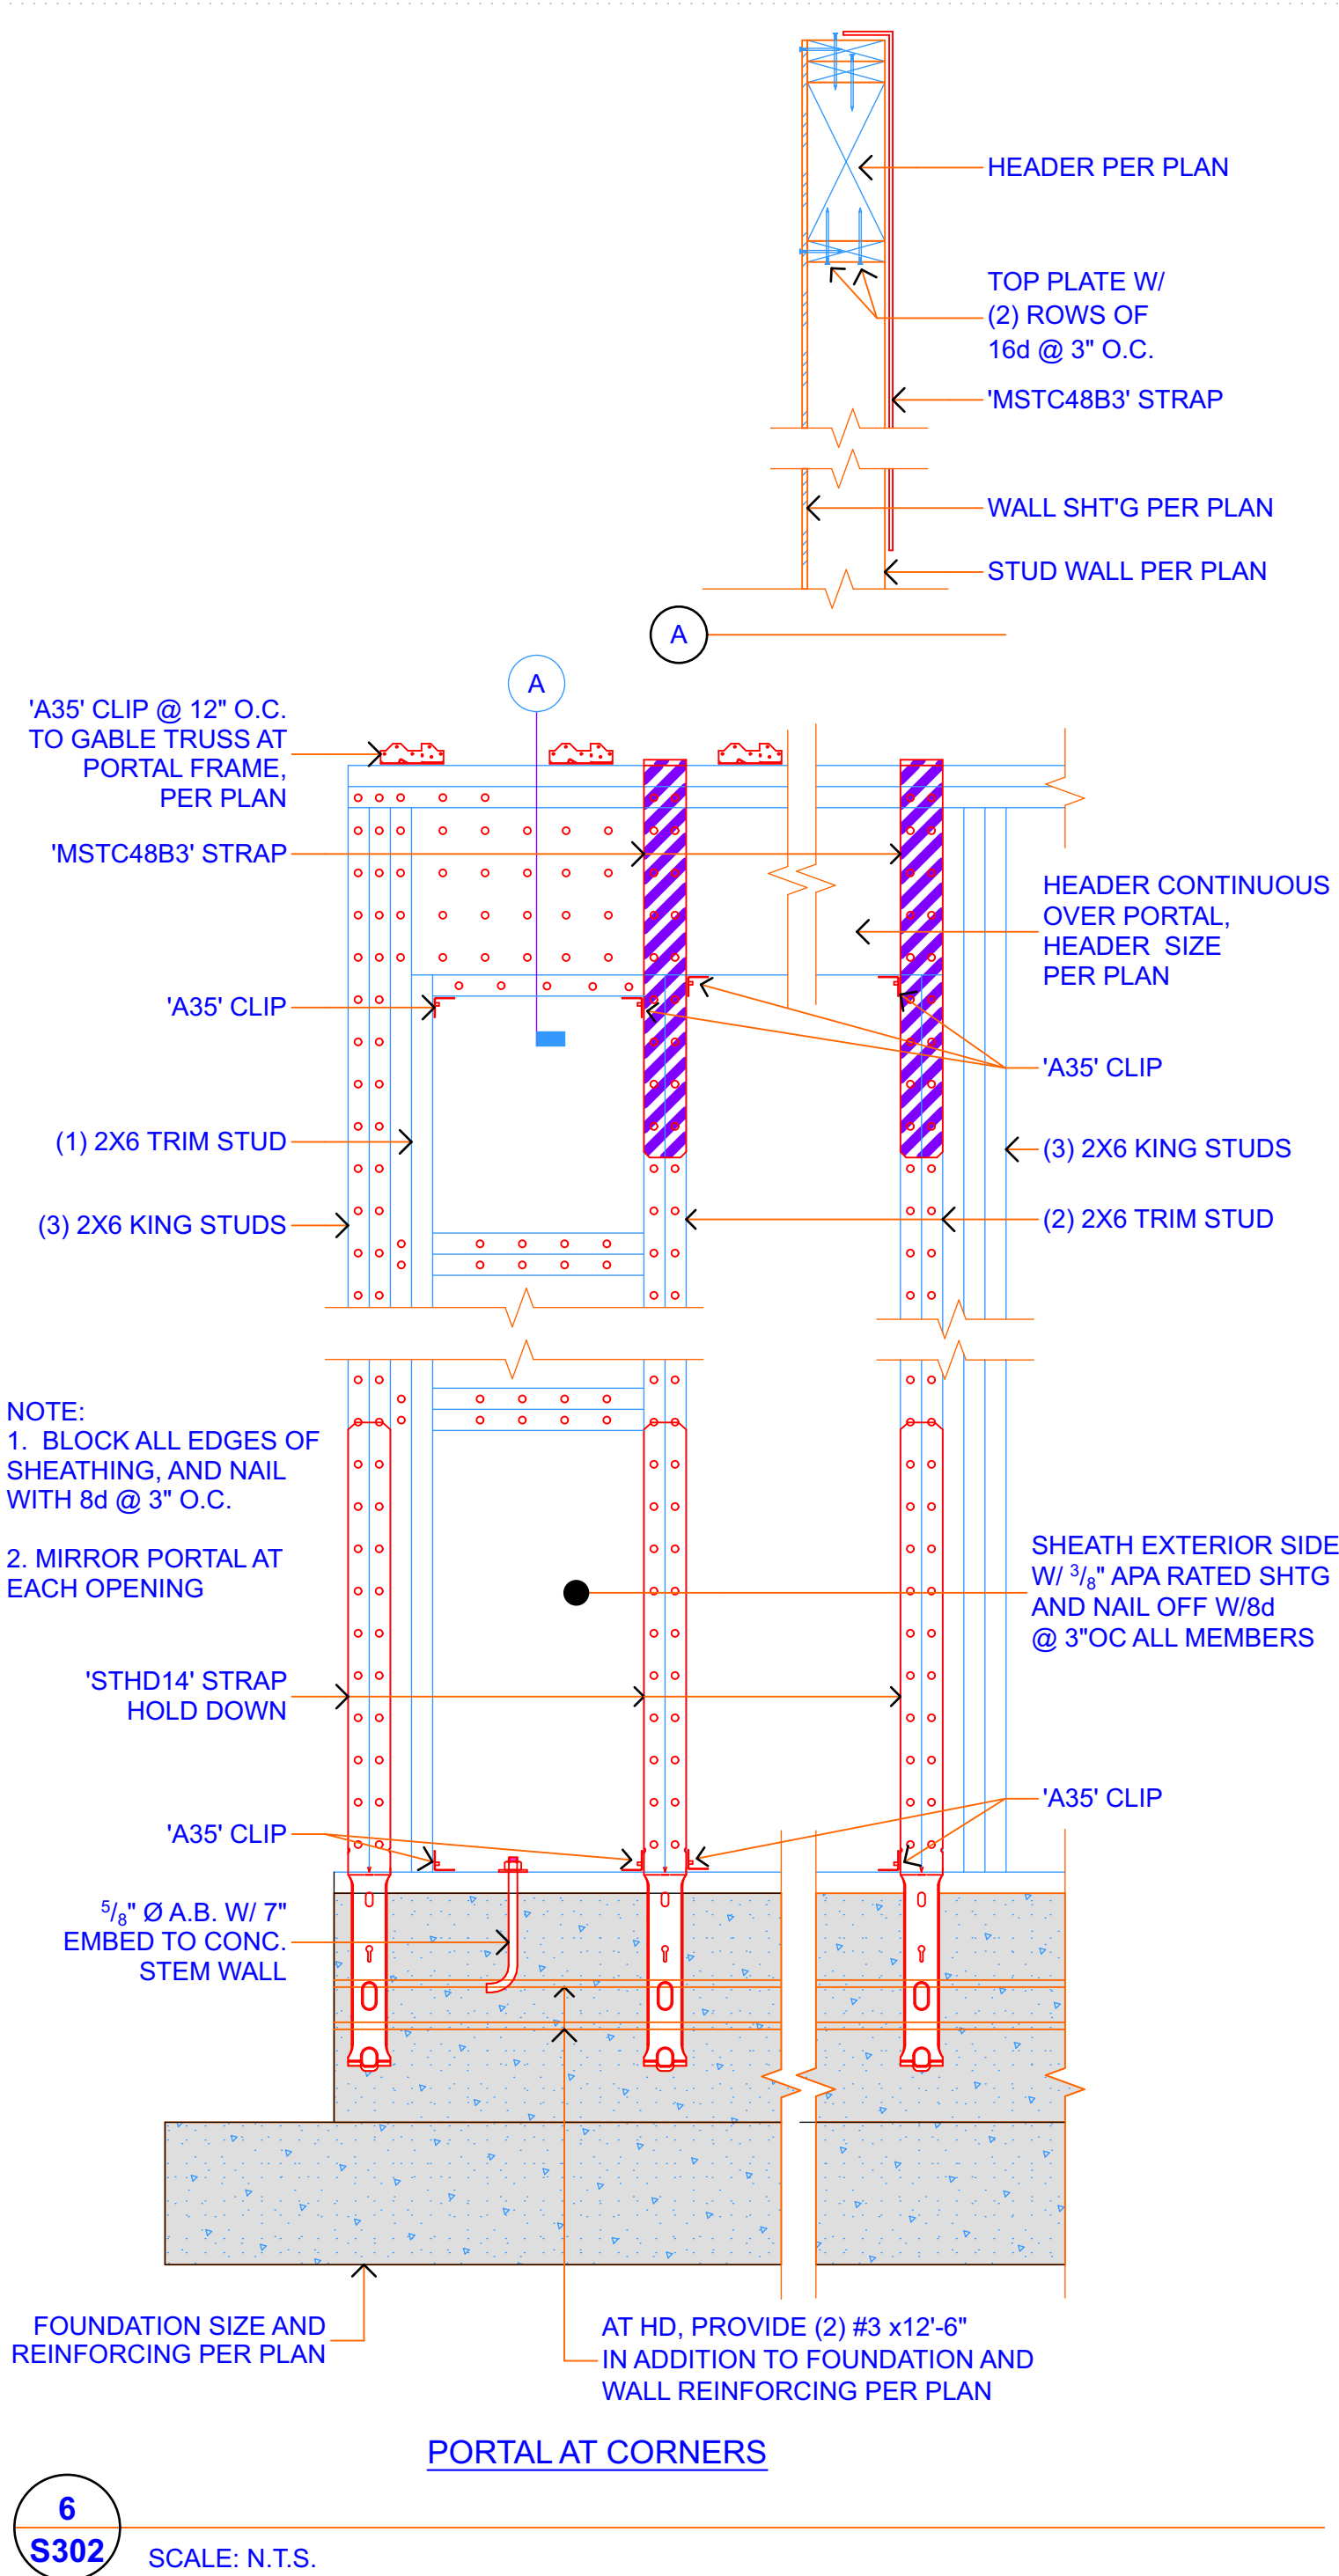 HEADER PER PLAN
TOP PLATE W/
(2) ROWS OF
16d @ 3" O.C.
'MSTC48B3' STRAP
WALL SHT'G PER PLAN
STUD WALL PER PLAN
A
A
'A35' CLIP @ 12" O.C.
TO GABLE TRUSS AT
PORTAL FRAME,
PER PLAN
'MSTC48B3' STRAP
HEADER CONTINUOUS
OVER PORTAL,
HEADER SIZE
PER PLAN
'A35' CLIP
'A35' CLIP
(1) 2X6 TRIM STUD
(3) 2X6 KING STUDS
(3) 2X6 KING STUDS
(2) 2X6 TRIM STUD
NOTE:
1. BLOCK ALL EDGES OF
SHEATHING, AND NAIL
WITH 8d @ 3" O.C.
2. MIRROR PORTAL AT
EACH OPENING
SHEATH EXTERIOR SIDE
W/ 3/8" APA RATED SHTG
AND NAIL OFF W/8d
@ 3"OC ALL MEMBERS
'STHD14' STRAP
HOLD DOWN
'A35' CLIP
'A35' CLIP
5/8" Ø A.B. W/ 7"
EMBED TO CONC.
STEM WALL
FOUNDATION SIZE AND
REINFORCING PER PLAN
AT HD, PROVIDE (2) #3 x12'-6"
IN ADDITION TO FOUNDATION AND
WALL REINFORCING PER PLAN
PORTAL AT CORNERS
6
S302
SCALE: N.T.S.